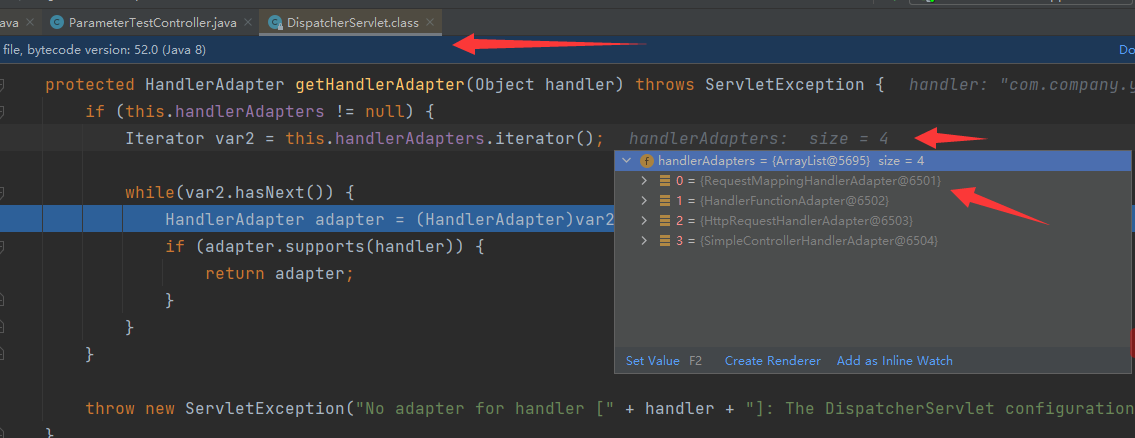 ava × ParameterTestController.java × DispatcherServlet.class ×
file, bytecode version: 52.0 (Java 8) Do
protected HandlerAdapter getHandlerAdapter(Object handler) throws ServletException { handler: "com.company.y
if (this.handlerAdapters != null) {
Iterator var2 = this.handlerAdapters.iterator(); handlerAdapters: size = 4
handlerAdapters = {ArrayList@5695} size = 4
0 = {RequestMappingHandlerAdapter@6501}
while(var2.hasNext()) {
1 = {HandlerFunctionAdapter@6502}
HandlerAdapter adapter = (HandlerAdapter)var2
2 = {HttpRequestHandlerAdapter@6503}
if (adapter.supports(handler)) {
3 = {SimpleControllerHandlerAdapter@6504}
return adapter;
}
}
}
Set Value F2 Create Renderer Add as Inline Watch
throw new ServletException("No adapter for handler [" + handler + "]: The DispatcherServlet configuration
}